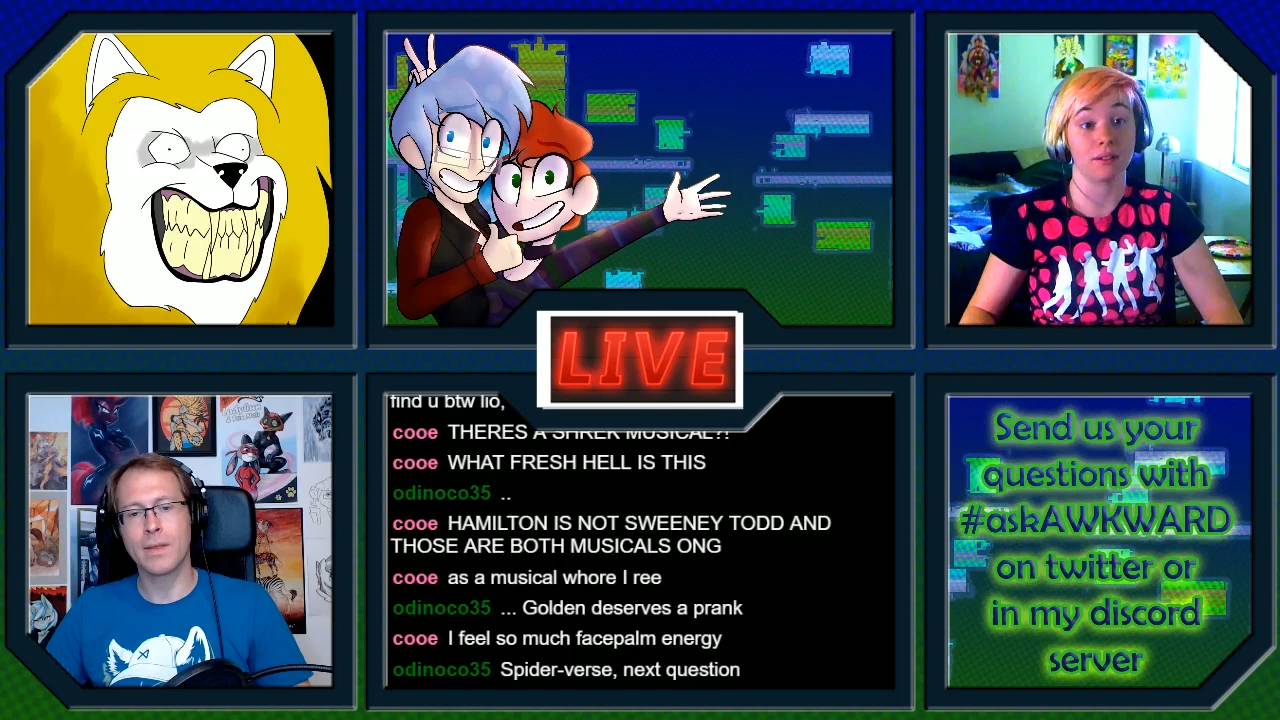 LIVE
find u btw lio,
cooe THERES A SHREK MUSICAL?!
cooe WHAT FRESH HELL IS THIS
odinoco35 ..
cooe HAMILTON IS NOT SWEENEY TODD AND
THOSE ARE BOTH MUSICALS ONG
cooe as a musical whore I ree
odinoco35 ... Golden deserves a prank
cooe I feel so much facepalm energy
odinoco35 Spider-verse, next question
Send us your
questions with
#askAWKWARD
on twitter or
in my discord
server